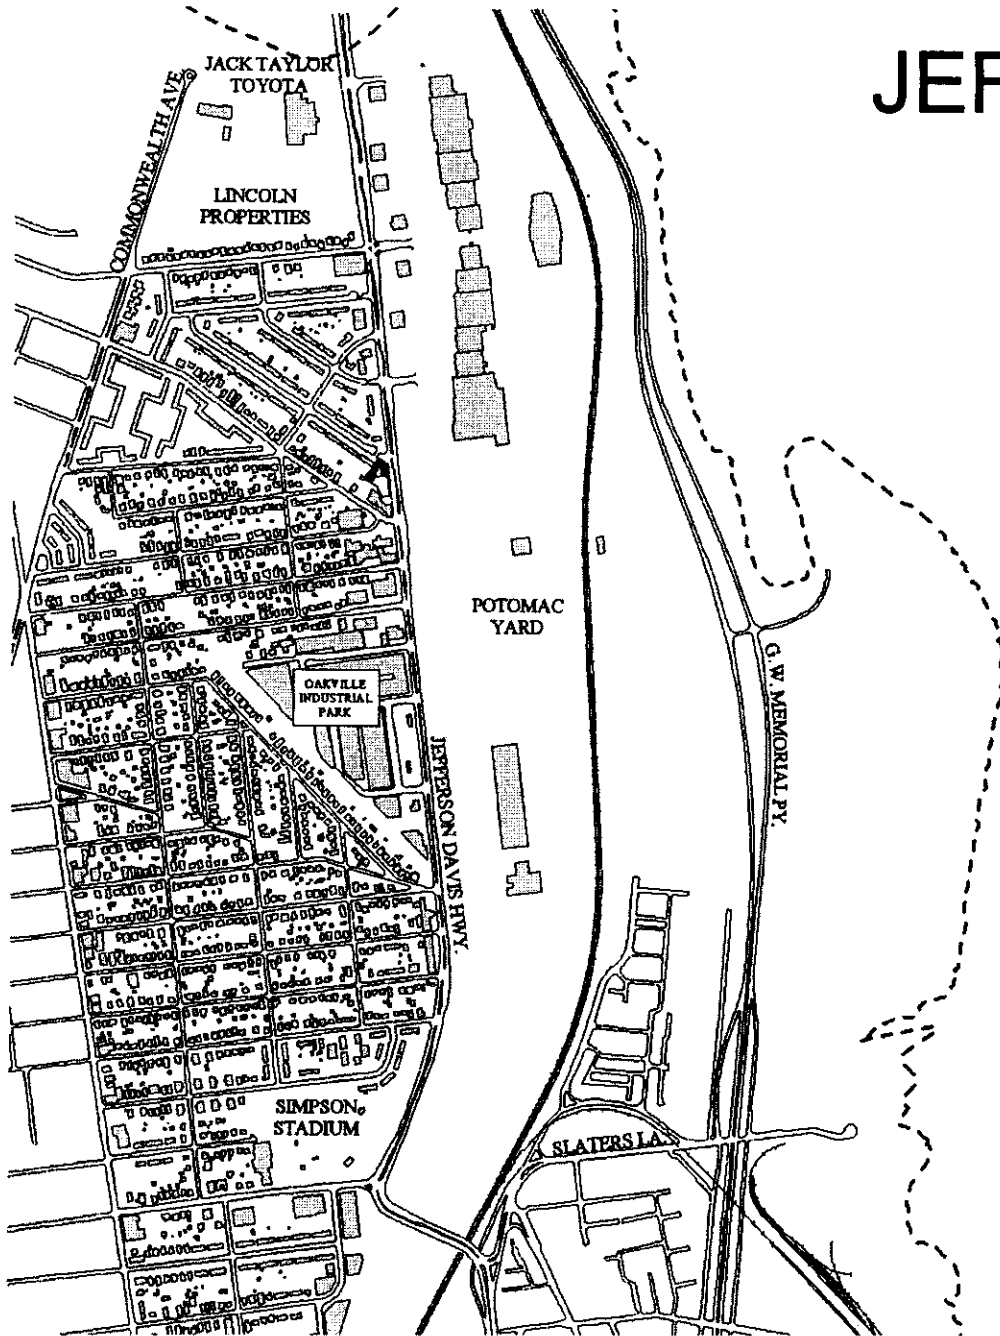 JEF
JACK TAYLOR
TOYOTA
COMMONWEALTH AVE.
LINCOLN
PROPERTIES
POTOMAC
YARD
G.W. MEMORIAL PY.
OAKVILLE
INDUSTRIAL
PARK
JEFFERSON DAVIS HWY.
SIMPSON
STADIUM
SLATERS LA.